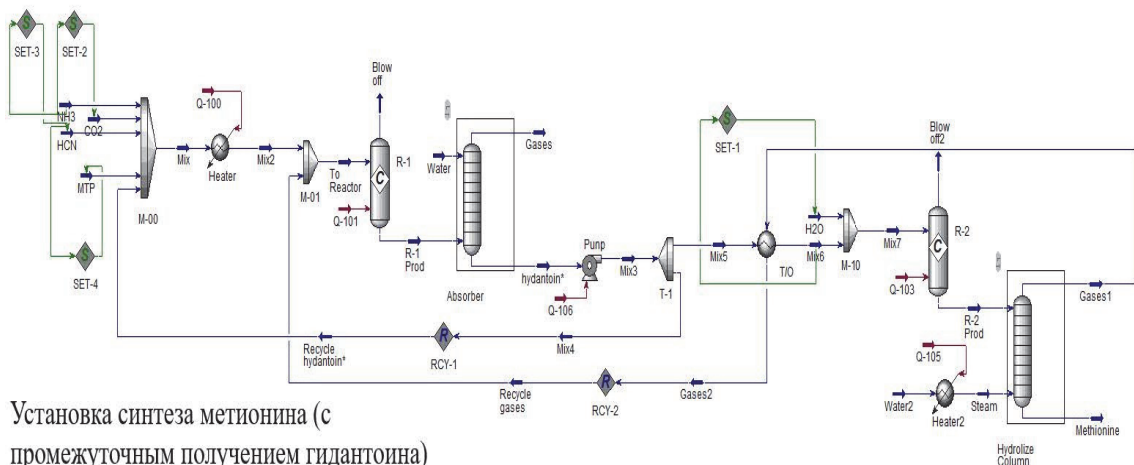 SET-3
SET-2
NH3
CO2
HCN
MTP
SET-4
M-00
Mix
Q-100
Heater
Mix2
M-01
To
Reactor
Blow
off
R-1
C
Q-101
R-1
Prod
Water
Gases
Absorber
hydantoin*
Pump
Q-106
Mix3
T-1
Mix5
SET-1
T/O
H2O
Mix6
M-10
Mix7
Blow
off2
R-2
C
Q-103
R-2
Prod
Gases1
Q-105
Water2
Heater2
Steam
Methionine
Hydrolize
Column
Recycle
hydantoin*
R
RCY-1
Mix4
Recycle
gases
R
RCY-2
Gases2
S
S
S
S
Установка синтеза метионина (с
промежуточным получением гидантоина)